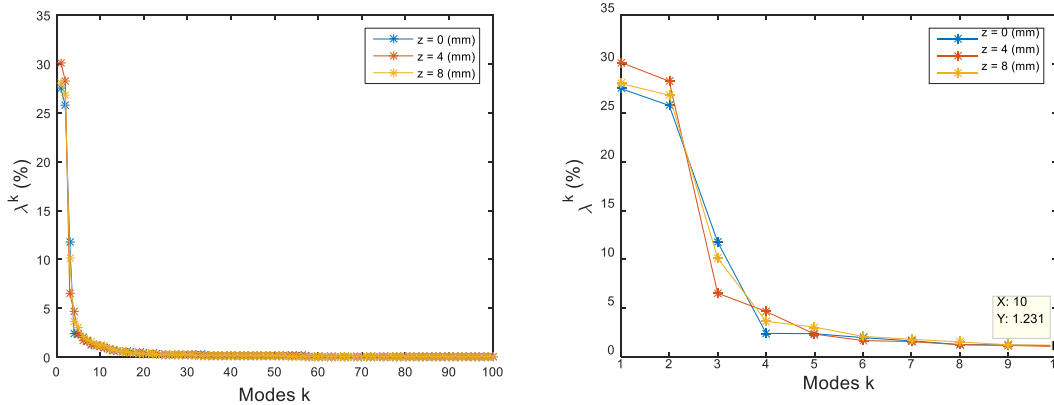 35
30
25
20
15
10
5
0
λ^k (%)
0 10 20 30 40 50 60 70 80 90 100
Modes k
z = 0 (mm)
z = 4 (mm)
z = 8 (mm)
35
30
25
20
15
10
5
0
λ^k (%)
1 2 3 4 5 6 7 8 9 1
Modes k
z = 0 (mm)
z = 4 (mm)
z = 8 (mm)
X: 10
Y: 1.231